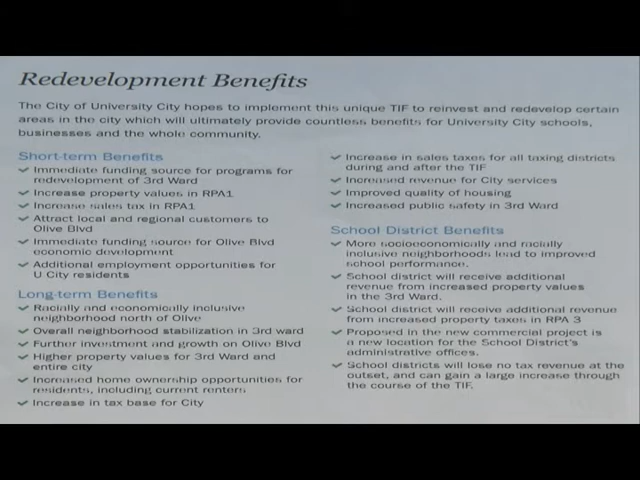 Redevelopment Benefits
The City of University City hopes to implement this unique TIF to reinvest and redevelop certain
areas in the city which will ultimately provide countless benefits for University City schools,
businesses and the whole community.
Short-term Benefits
Immediate funding source for programs for
redevelopment of 3rd Ward
Increase property values in RPA1
Increase sales tax in RPA1
Attract local and regional customers to
Olive Blvd
Immediate funding source for Olive Blvd
economic development
Additional employment opportunities for
U City residents
Long-term Benefits
Racially and economically inclusive
neighborhood north of Olive
Overall neighborhood stabilization in 3rd ward
Further investment and growth on Olive Blvd
Higher property values for 3rd Ward and
entire city
Increased home ownership opportunities for
residents, including current renters
Increase in tax base for City
Increase in sales taxes for all taxing districts
during and after the TIF
Increased revenue for City services
Improved quality of housing
Increased public safety in 3rd Ward
School District Benefits
More socioeconomically and racially
inclusive neighborhoods lead to improved
school performance.
School district will receive additional
revenue from increased property values
in the 3rd Ward.
School district will receive additional revenue
from increased property taxes in RPA 3
Proposed in the new commercial project is
a new location for the School District's
administrative offices.
School districts will lose no tax revenue at the
outset, and can gain a large increase through
the course of the TIF.